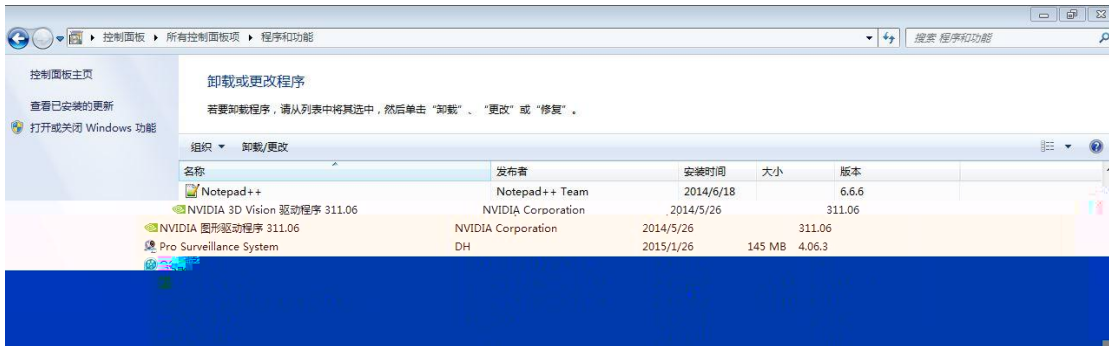 控制面板 ▸ 所有控制面板项 ▸ 程序和功能
搜索 程序和功能
控制面板主页
查看已安装的更新
打开或关闭 Windows 功能
卸载或更改程序
若要卸载程序，请从列表中将其选中，然后单击“卸载”、“更改”或“修复”。
组织 卸载/更改
名称 发布者 安装时间 大小 版本
Notepad++ Notepad++ Team 2014/6/18 6.6.6
NVIDIA 3D Vision 驱动程序 311.06 NVIDIA Corporation 2014/5/26 311.06
NVIDIA 图形驱动程序 311.06 NVIDIA Corporation 2014/5/26 311.06
Pro Surveillance System DH 2015/1/26 145 MB 4.06.3